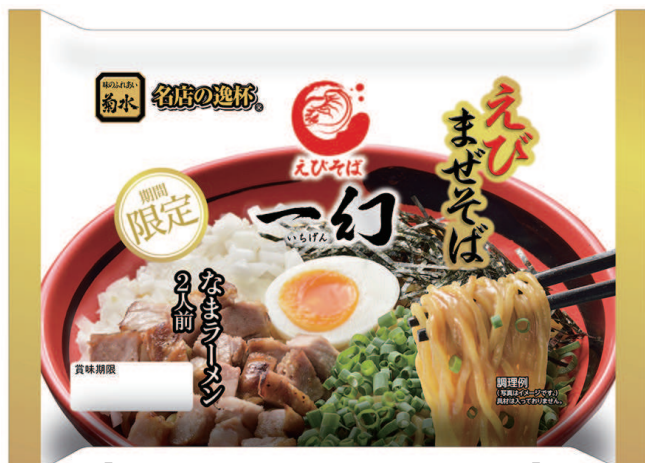 味のふれあい
菊水
名店の逸杯®
えびそば
一幻
いちげん
えび
まぜそば
期間
限定
なまラーメン
2人前
賞味期限
調理例
(写真はイメージです。)
具材は入っておりません。